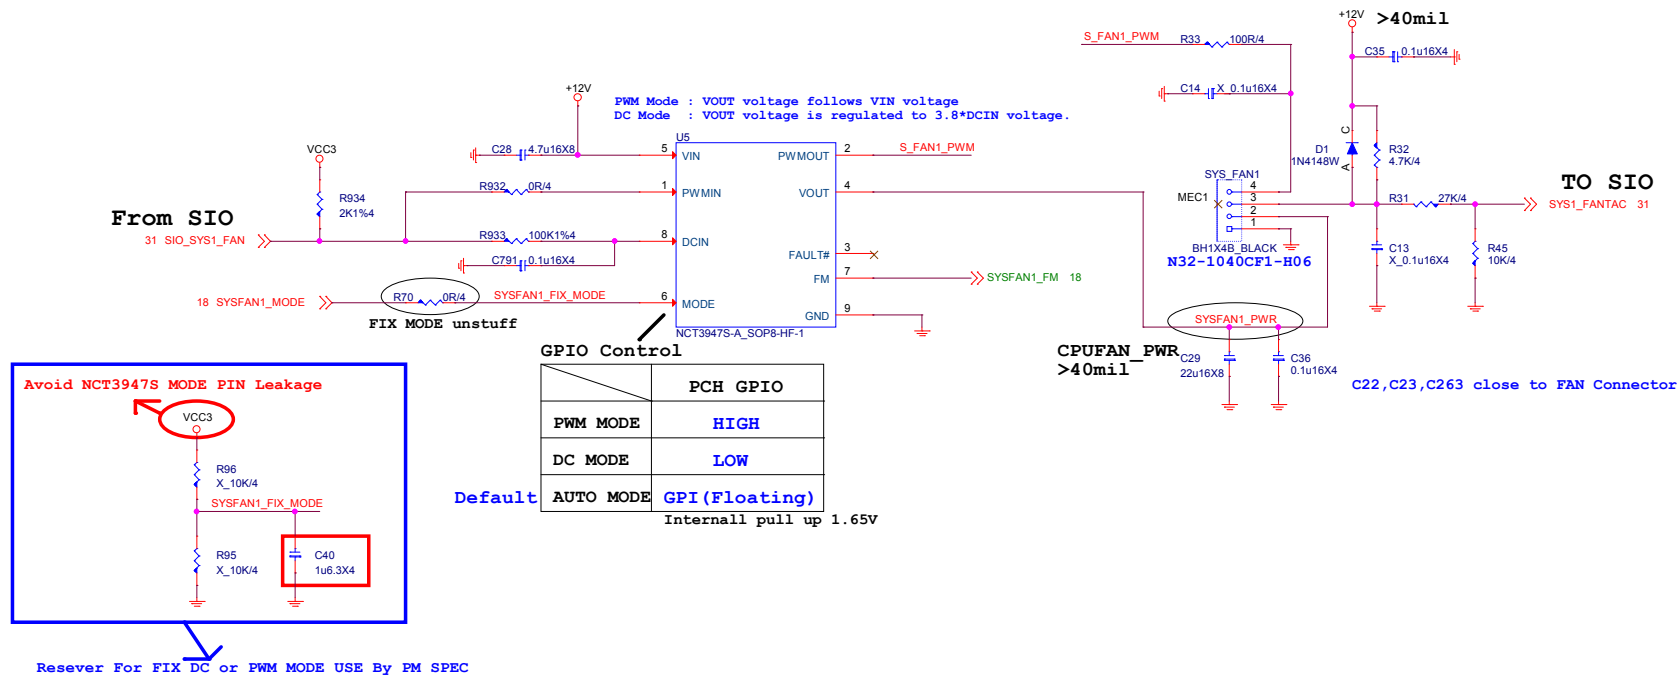 +12V
>40mil
S_FAN1_PWM
R33
100R/4
C35
0.1u16X4
+12V
C14
X_0.1u16X4
PWM Mode : VOUT voltage follows VIN voltage
DC Mode  : VOUT voltage is regulated to 3.8*DCIN voltage.
U5
VCC3
C28
4.7u16X8
5
VIN
PWMOUT
2
S_FAN1_PWM
D1
1N4148W
C
A
R32
4.7K/4
R932
0R/4
1
PWMIN
VOUT
4
SYS_FAN1
MEC1
4
3
2
1
R934
2K1%4
TO SIO
R31
27K/4
SYS1_FANTAC
31
From SIO
31
SIO_SYS1_FAN
R933
100K1%4
8
DCIN
FAULT#
3
BH1X4B_BLACK
N32-1040CF1-H06
C13
X_0.1u16X4
R45
10K/4
C791
0.1u16X4
FM
7
SYSFAN1_FM
18
18
SYSFAN1_MODE
R70
0R/4
SYSFAN1_FIX_MODE
6
MODE
GND
9
FIX MODE unstuff
NCT3947S-A_SOP8-HF-1
SYSFAN1_PWR
CPUFAN_PWR
>40mil
C29
22u16X8
C36
0.1u16X4
C22,C23,C263 close to FAN Connector
GPIO Control
PCH GPIO
PWM MODE
HIGH
DC MODE
LOW
Default
AUTO MODE
GPI(Floating)
Internall pull up 1.65V
Avoid NCT3947S MODE PIN Leakage
VCC3
R96
X_10K/4
SYSFAN1_FIX_MODE
R95
X_10K/4
C40
1u6.3X4
Resever For FIX DC or PWM MODE USE By PM SPEC